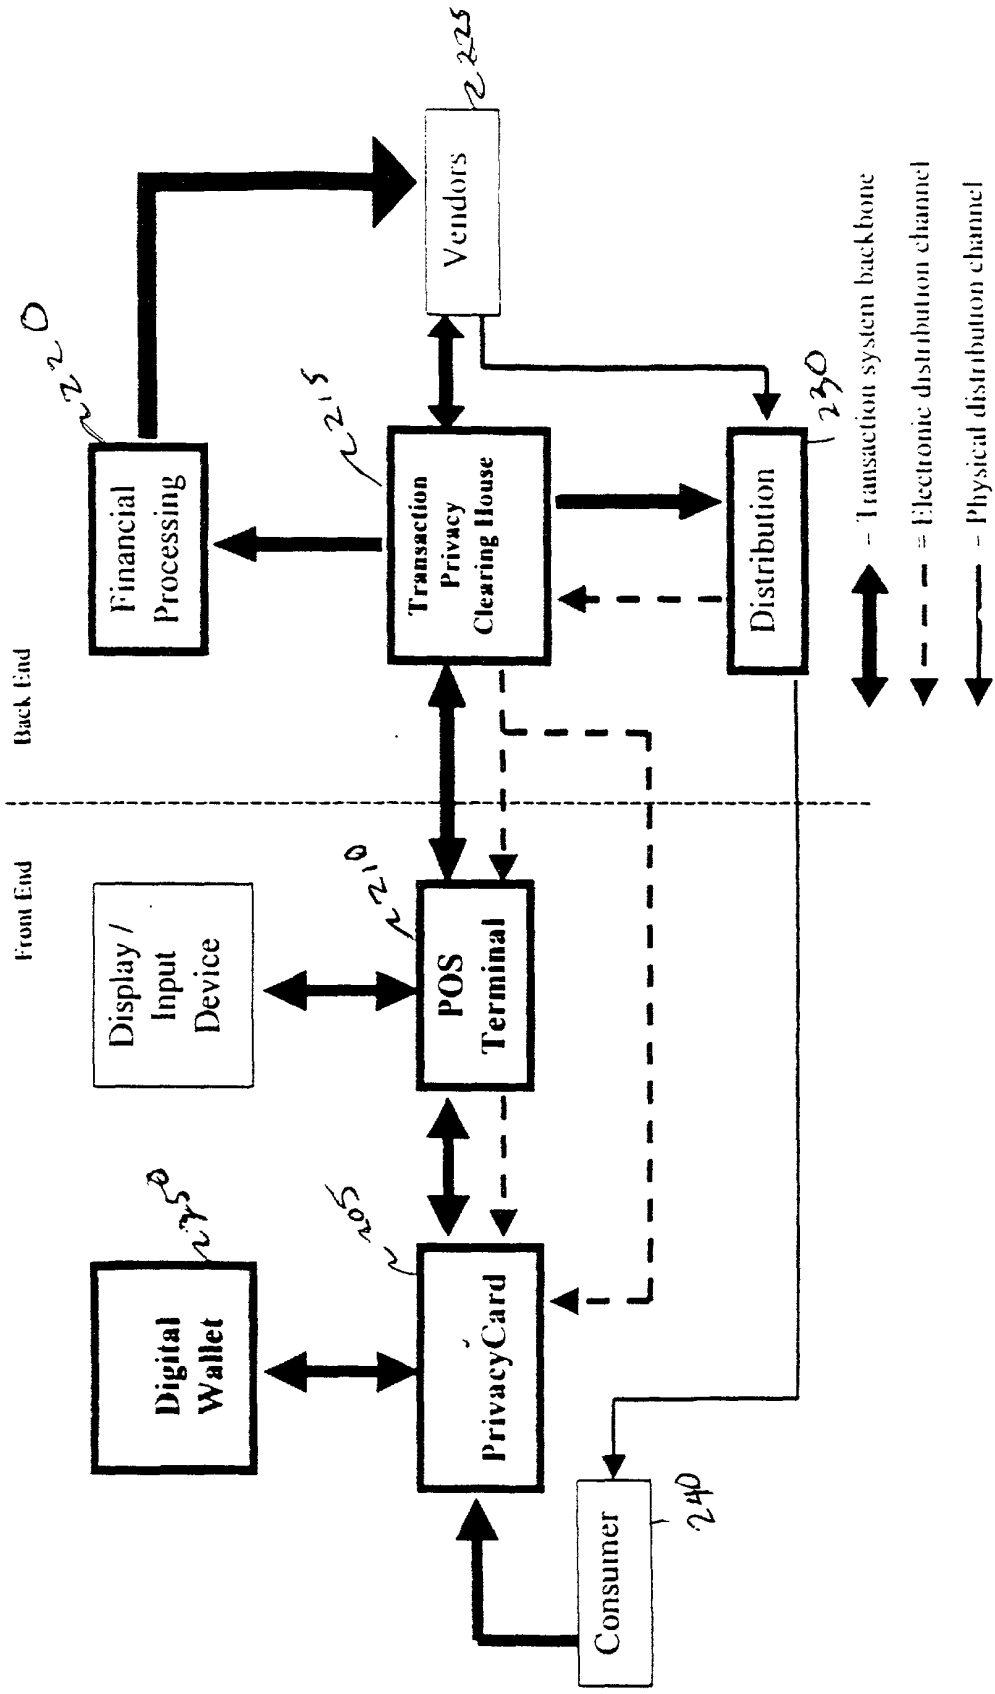 Front End
Back End
Digital
Wallet
250
Display /
Input
Device
Financial
Processing
220
PrivacyCard
205
POS
Terminal
210
Transaction
Privacy
Clearing House
215
Vendors
225
Consumer
240
Distribution
230
– Transaction system backbone
= Electronic distribution channel
– Physical distribution channel